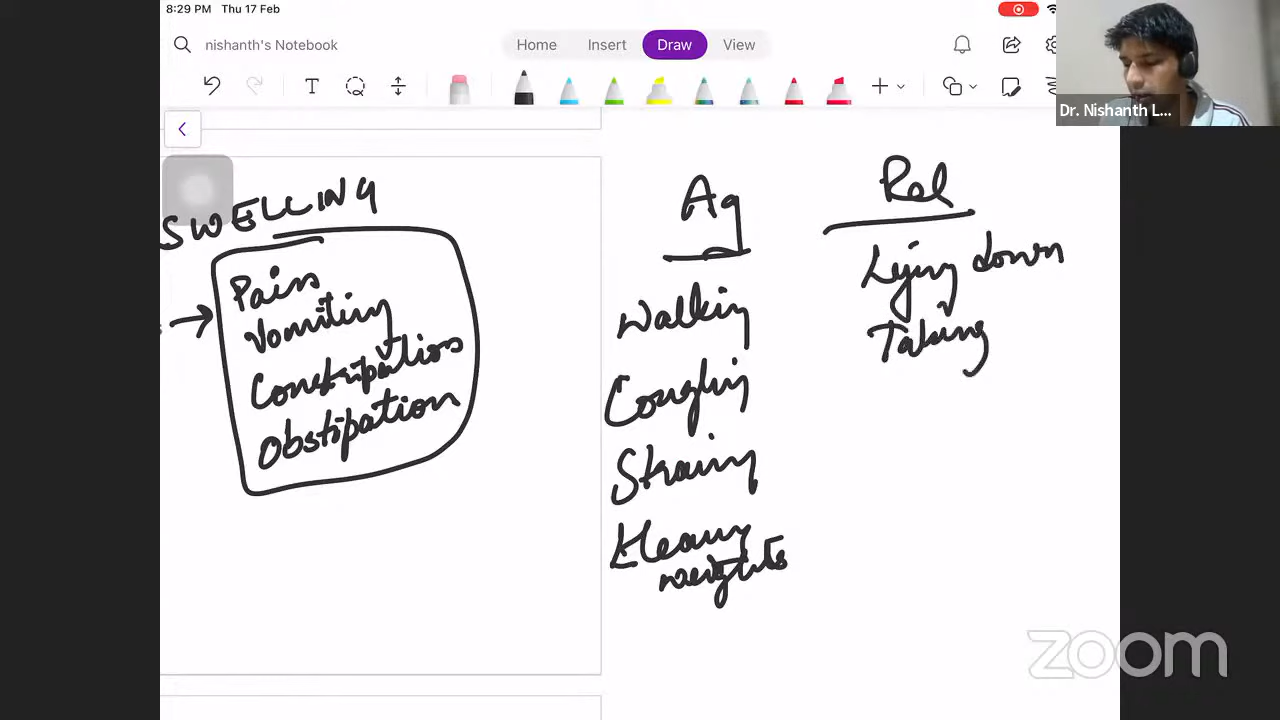 8:29 PM Thu 17 Feb
nishanth's Notebook
Home Insert Draw View
Dr. Nishanth L...
SWELLING
Pain
Vomiting
Constipation
Obstipation
Ag
Walking
Coughing
Straining
Heavy
weights
Rel
Lying down
Taking
zoom